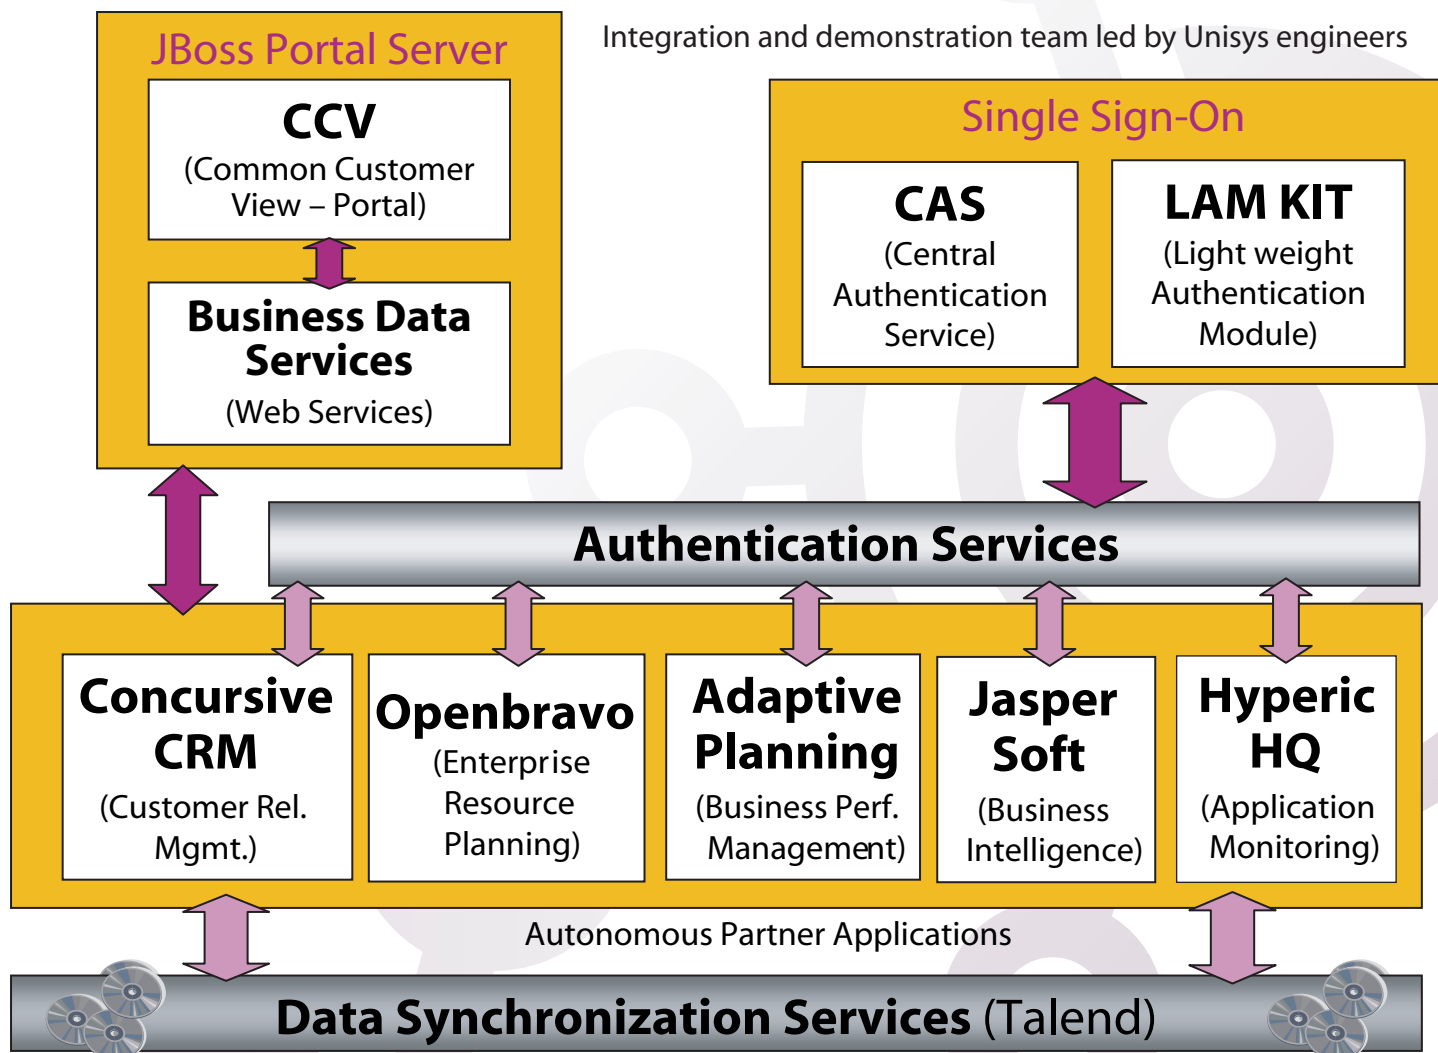 JBoss Portal Server
CCV
(Common Customer
View – Portal)
Business Data
Services
(Web Services)
Integration and demonstration team led by Unisys engineers
Single Sign-On
CAS
(Central
Authentication
Service)
LAM KIT
(Light weight
Authentication
Module)
Authentication Services
Concursive
CRM
(Customer Rel.
Mgmt.)
Openbravo
(Enterprise
Resource
Planning)
Adaptive
Planning
(Business Perf.
Management)
Jasper
Soft
(Business
Intelligence)
Hyperic
HQ
(Application
Monitoring)
Autonomous Partner Applications
Data Synchronization Services (Talend)